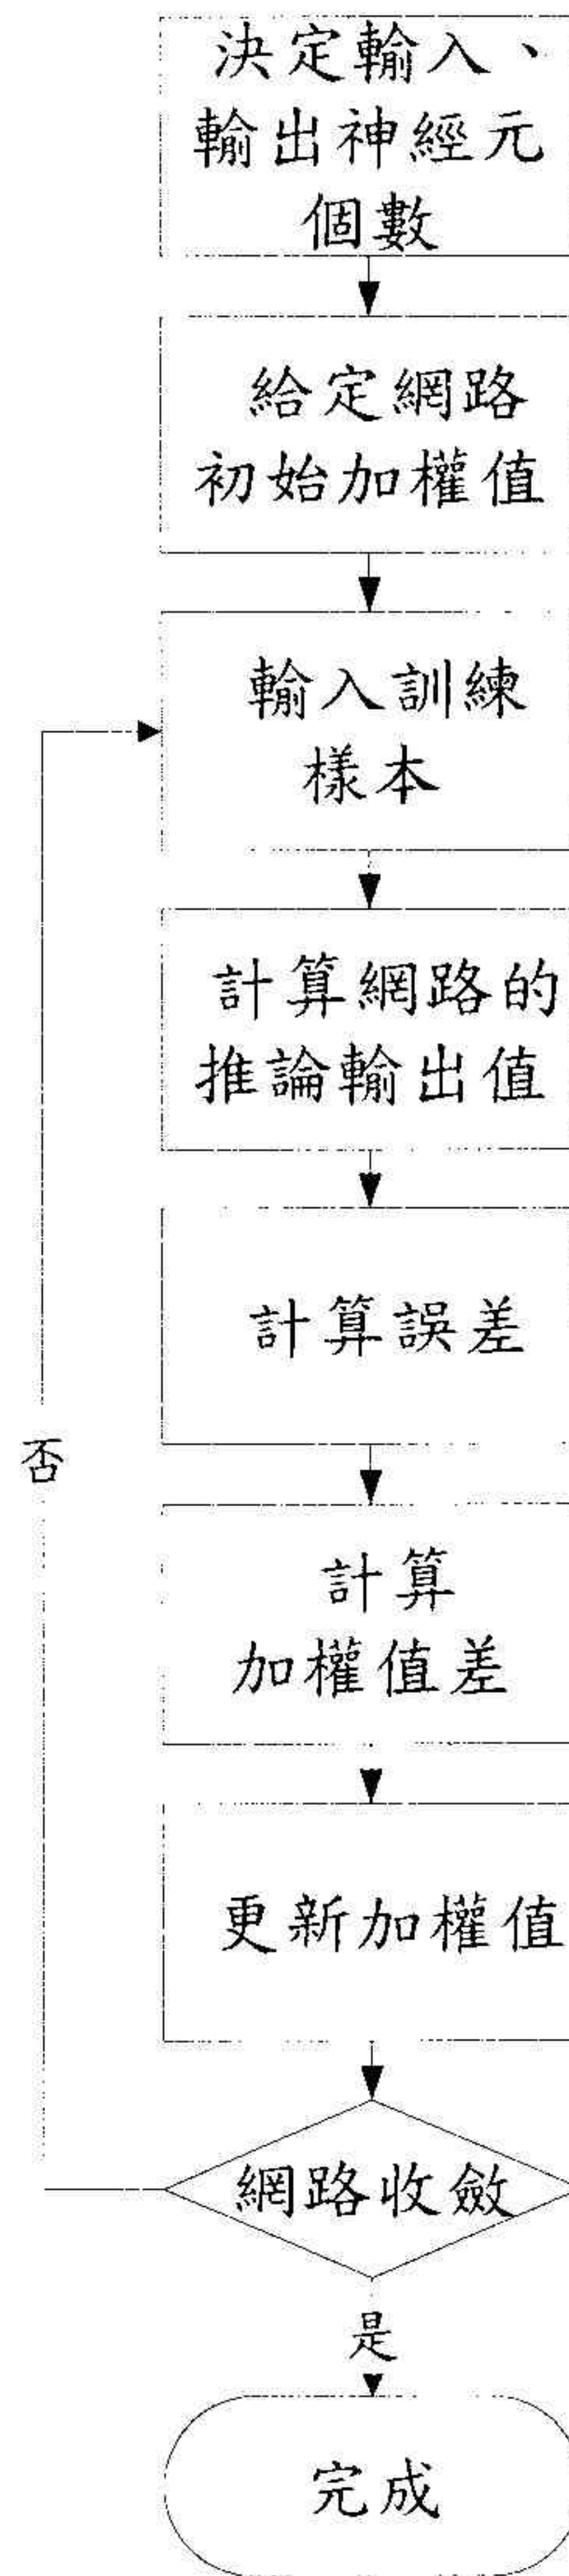 決定輸入、
輸出神經元
個數
給定網路
初始加權值
輸入訓練
樣本
計算網路的
推論輸出值
計算誤差
否
計算
加權值差
更新加權值
網路收斂
是
完成